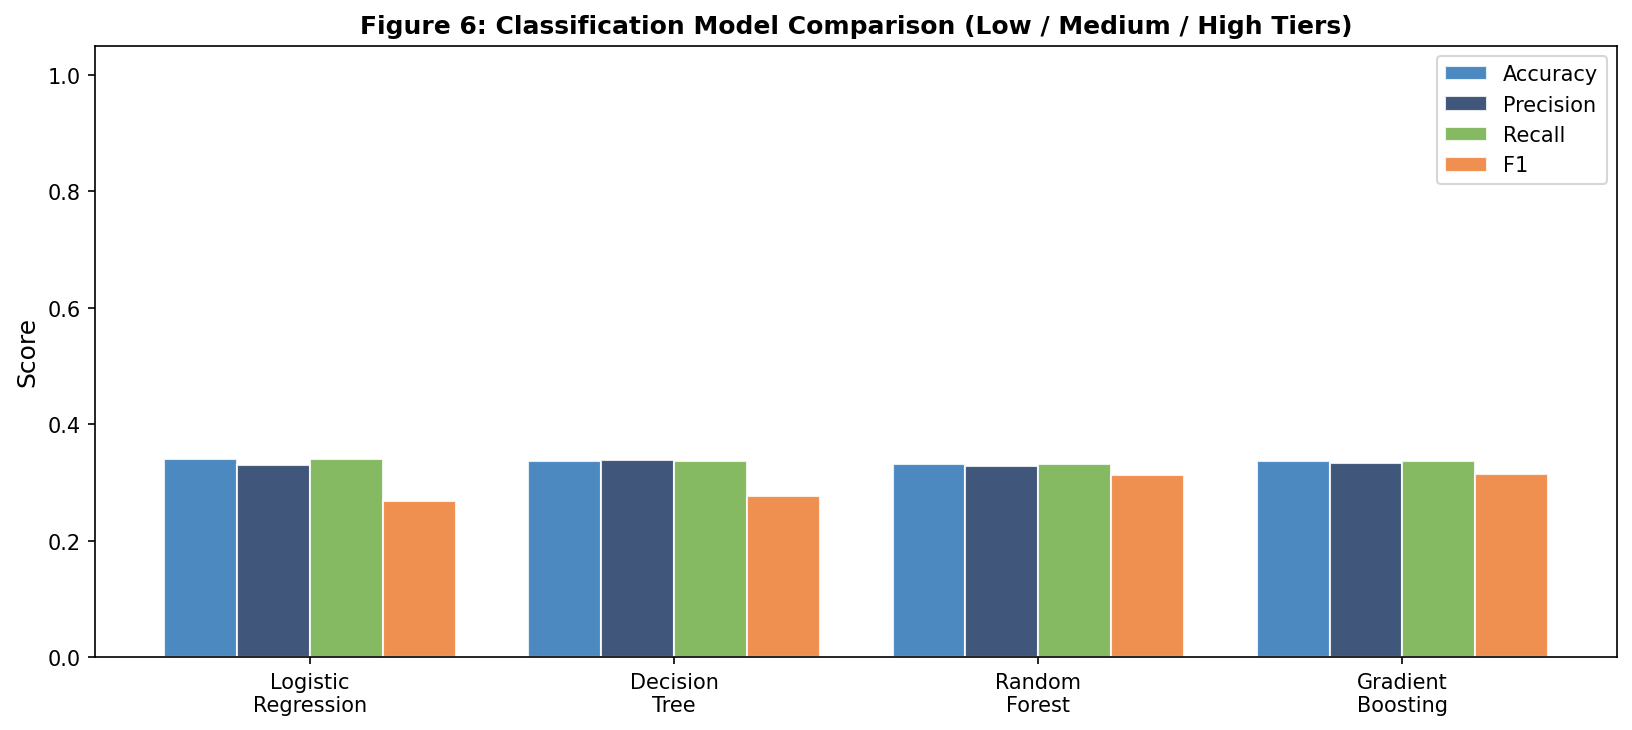 Figure 6: Classification Model Comparison (Low / Medium / High Tiers)
1.0
0.8
0.6
0.4
0.2
0.0
Score
Accuracy
Precision
Recall
F1
Logistic
Regression
Decision
Tree
Random
Forest
Gradient
Boosting